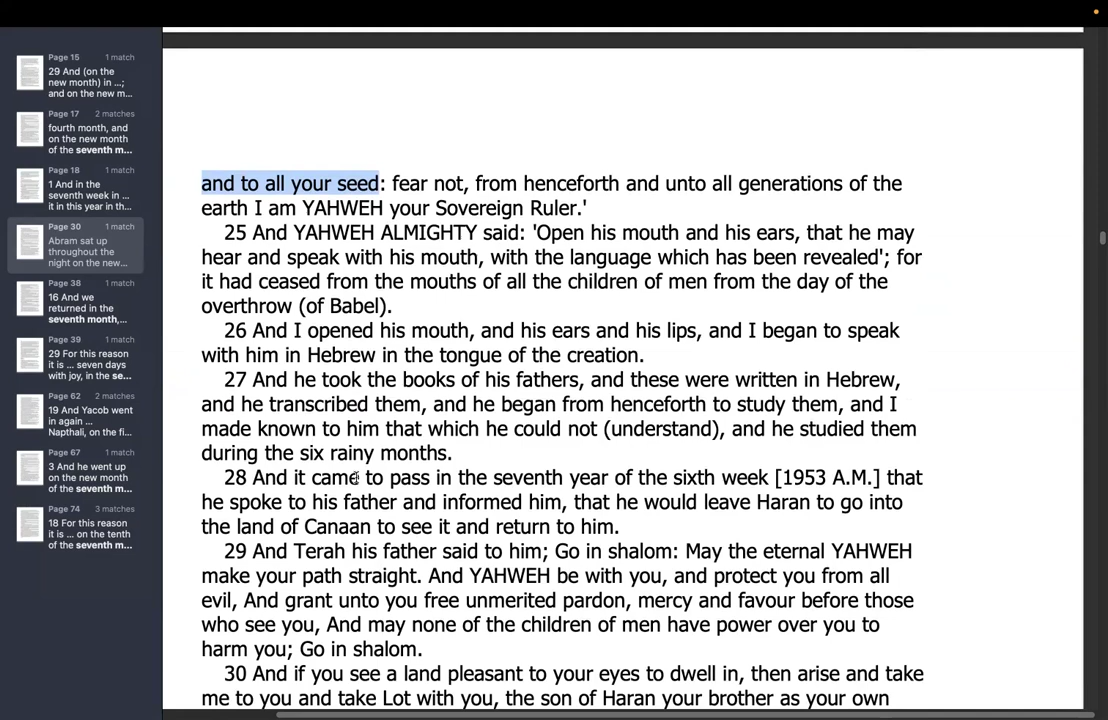 Page 15 1 match
29 And (on the
new month) in ...;
and on the new m...
Page 17 2 matches
fourth month, and
on the new month
of the seventh m...
Page 18 1 match
1 And in the
seventh week in ...
it in this year in th...
Page 30 1 match
Abram sat up
throughout the
night on the new...
Page 38 1 match
16 And we
returned in the
seventh month,...
Page 39 1 match
29 For this reason
it is ... seven days
with joy, in the se...
Page 62 2 matches
19 And Yacob went
in again ...
Napthali, on the fi...
Page 67 1 match
3 And he went up
on the new month
of the seventh m...
Page 74 3 matches
18 For this reason
it is ... on the tenth
of the seventh m...
and to all your seed: fear not, from henceforth and unto all generations of the
earth I am YAHWEH your Sovereign Ruler.'
25 And YAHWEH ALMIGHTY said: 'Open his mouth and his ears, that he may
hear and speak with his mouth, with the language which has been revealed'; for
it had ceased from the mouths of all the children of men from the day of the
overthrow (of Babel).
26 And I opened his mouth, and his ears and his lips, and I began to speak
with him in Hebrew in the tongue of the creation.
27 And he took the books of his fathers, and these were written in Hebrew,
and he transcribed them, and he began from henceforth to study them, and I
made known to him that which he could not (understand), and he studied them
during the six rainy months.
28 And it came to pass in the seventh year of the sixth week [1953 A.M.] that
he spoke to his father and informed him, that he would leave Haran to go into
the land of Canaan to see it and return to him.
29 And Terah his father said to him; Go in shalom: May the eternal YAHWEH
make your path straight. And YAHWEH be with you, and protect you from all
evil, And grant unto you free unmerited pardon, mercy and favour before those
who see you, And may none of the children of men have power over you to
harm you; Go in shalom.
30 And if you see a land pleasant to your eyes to dwell in, then arise and take
me to you and take Lot with you, the son of Haran your brother as your own